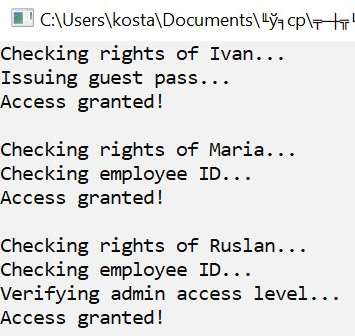 C:\Users\kosta\Documents\
Checking rights of Ivan...
Issuing guest pass...
Access granted!
Checking rights of Maria...
Checking employee ID...
Access granted!
Checking rights of Ruslan...
Checking employee ID...
Verifying admin access level...
Access granted!